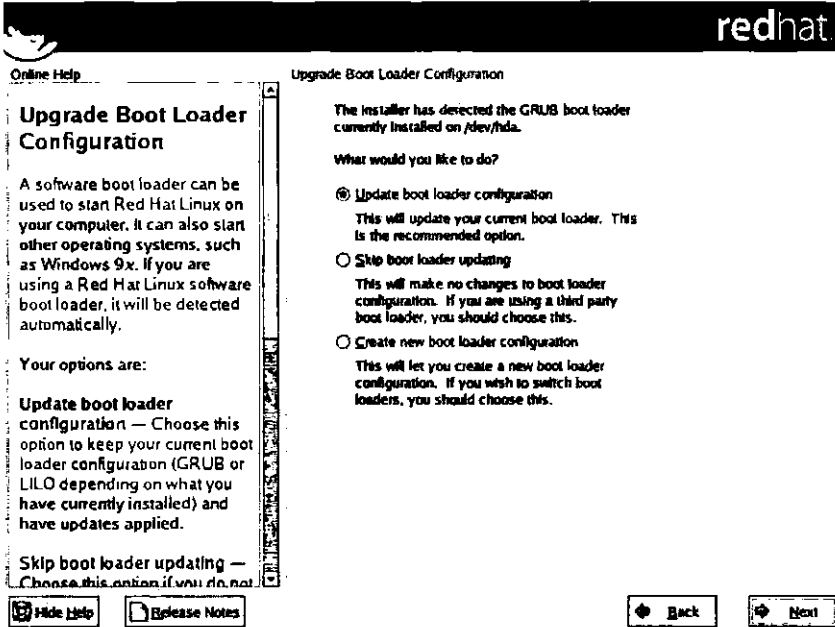 redhat.
Online Help
Upgrade Boot Loader
Configuration
A software boot loader can be
used to start Red Hat Linux on
your computer. It can also start
other operating systems, such
as Windows 9x. If you are
using a Red Hat Linux software
boot loader, it will be detected
automatically.
Your options are:
Update boot loader
configuration — Choose this
option to keep your current boot
loader configuration (GRUB or
LILO depending on what you
have currently installed) and
have updates applied.
Skip boot loader updating —
Choose this option if you do not
Upgrade Boot Loader Configuration
The installer has detected the GRUB boot loader
currently installed on /dev/hda.
What would you like to do?
Update boot loader configuration
This will update your current boot loader. This
is the recommended option.
Skip boot loader updating
This will make no changes to boot loader
configuration. If you are using a third party
boot loader, you should choose this.
Create new boot loader configuration
This will let you create a new boot loader
configuration. If you wish to switch boot
loaders, you should choose this.
Hide Help
Release Notes
Back
Next